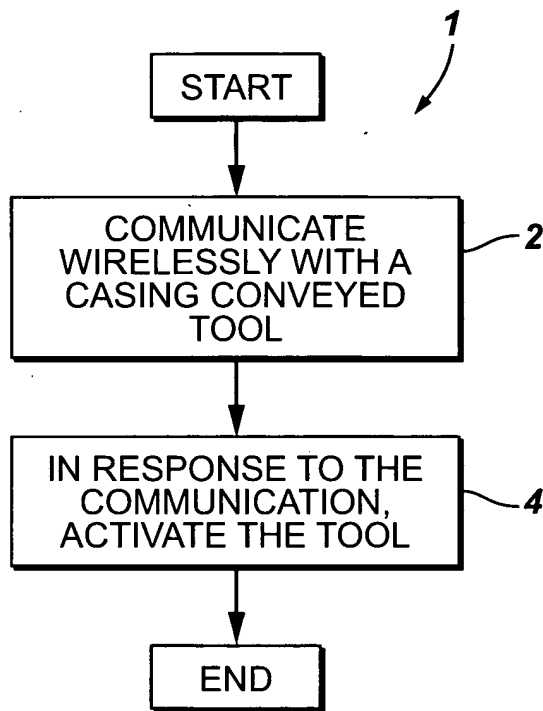 1
START
COMMUNICATE
WIRELESSLY WITH A
CASING CONVEYED
TOOL
2
IN RESPONSE TO THE
COMMUNICATION,
ACTIVATE THE TOOL
4
END